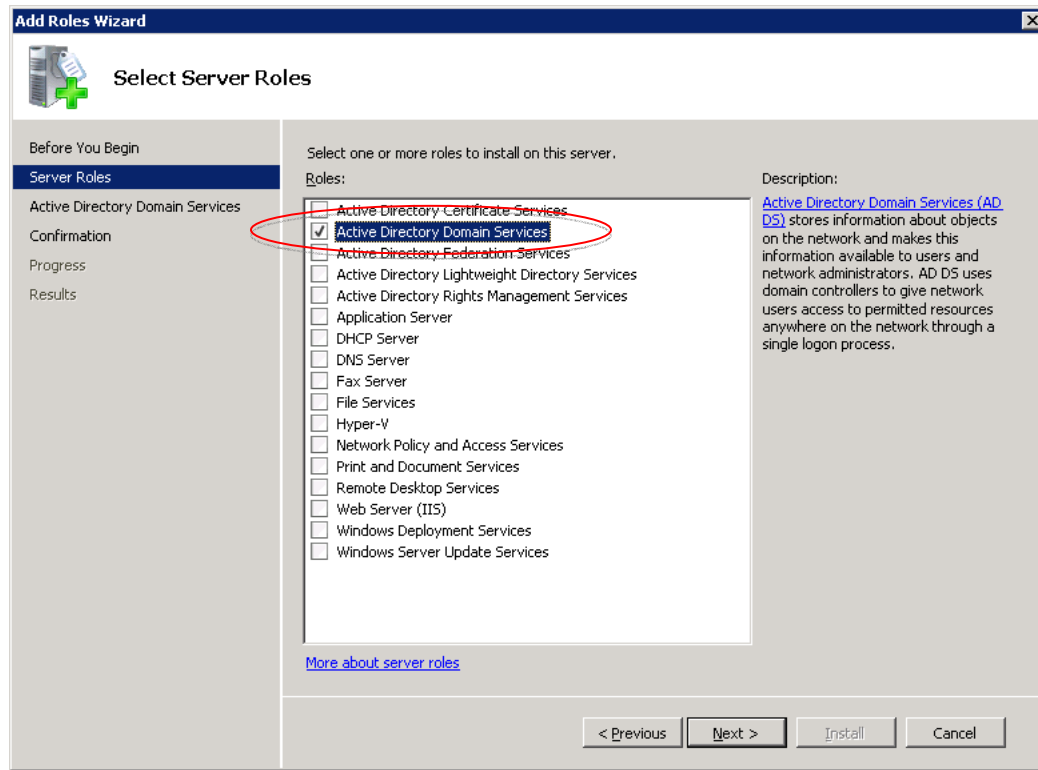 Add Roles Wizard
Select Server Roles
Before You Begin
Server Roles
Active Directory Domain Services
Confirmation
Progress
Results
Select one or more roles to install on this server.
Roles:
Active Directory Certificate Services
Active Directory Domain Services
Active Directory Federation Services
Active Directory Lightweight Directory Services
Active Directory Rights Management Services
Application Server
DHCP Server
DNS Server
Fax Server
File Services
Hyper-V
Network Policy and Access Services
Print and Document Services
Remote Desktop Services
Web Server (IIS)
Windows Deployment Services
Windows Server Update Services
More about server roles
Description:
Active Directory Domain Services (AD
DS) stores information about objects
on the network and makes this
information available to users and
network administrators. AD DS uses
domain controllers to give network
users access to permitted resources
anywhere on the network through a
single logon process.
< Previous
Next >
Install
Cancel